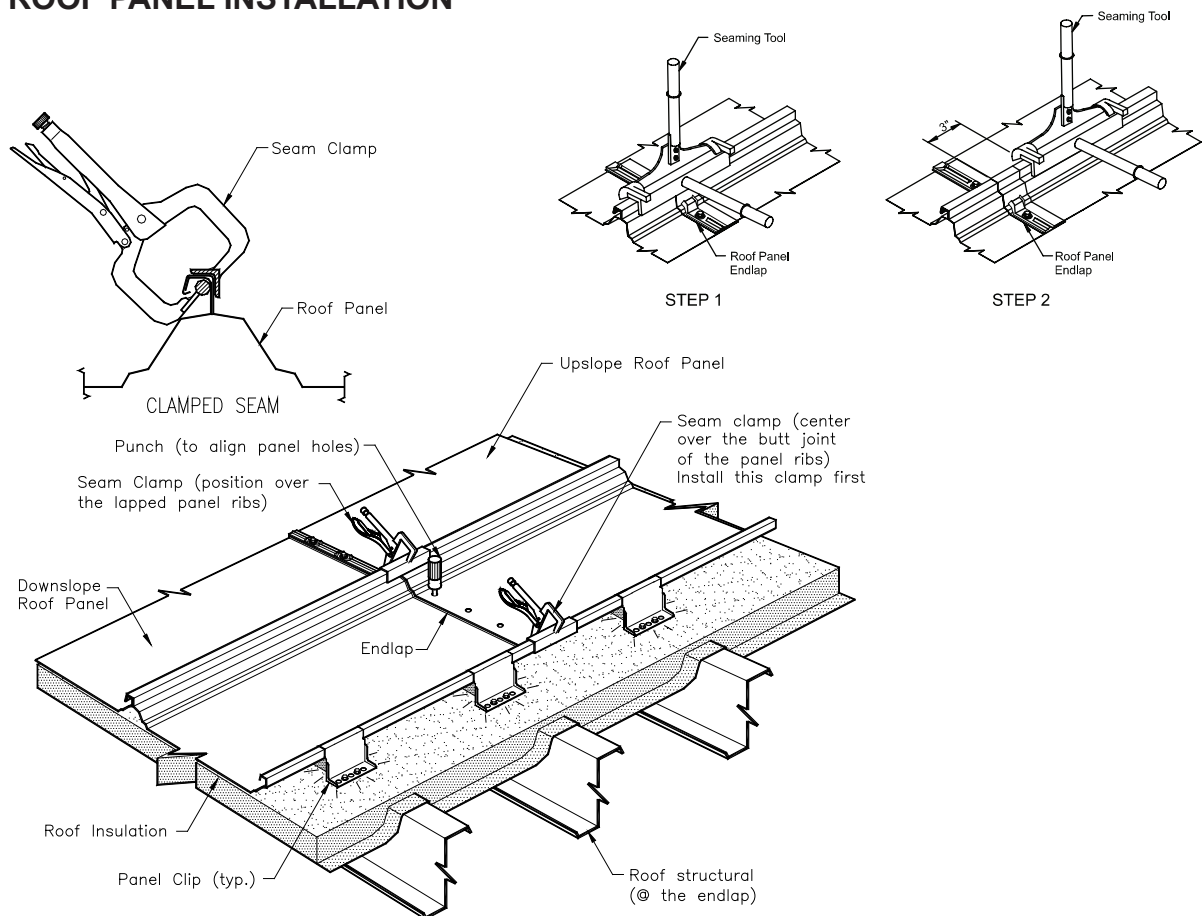 ROOF PANEL INSTALLATION
Seam Clamp
Roof Panel
CLAMPED SEAM
Seaming Tool
Roof Panel
Endlap
STEP 1
Seaming Tool
3"
Roof Panel
Endlap
STEP 2
Upslope Roof Panel
Punch (to align panel holes)
Seam Clamp (position over
the lapped panel ribs)
Seam clamp (center
over the butt joint
of the panel ribs)
Install this clamp first
Downslope
Roof Panel
Endlap
Roof Insulation
Panel Clip (typ.)
Roof structural
(@ the endlap)